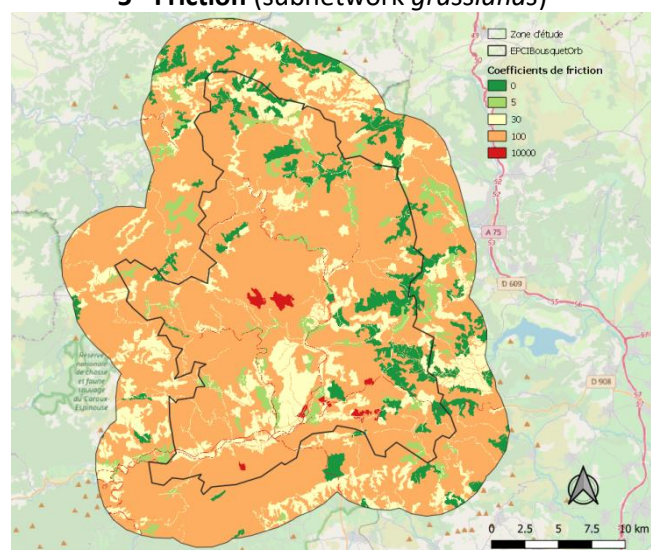 3 - Friction (subnetwork grasslands)
Zone d'étude
EPCIBousquetOrb
Coefficients de friction
0
5
30
100
10000
A 75
D 609
D 908
Réserve
nationale
de chasse
et faune
sauvage
du Caroux
Espinouse
0 2.5 5 7.5 10 km